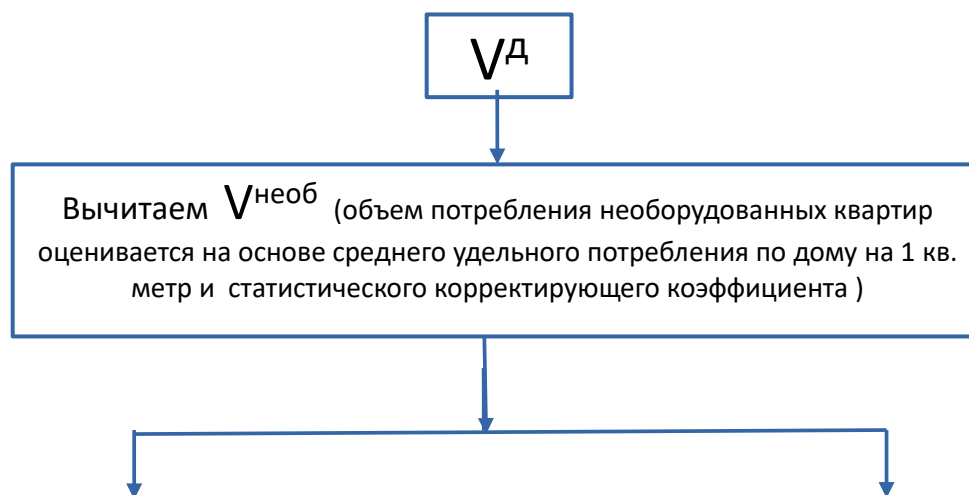 Vд
Вычитаем Vнеоб (объем потребления необорудованных квартир
оценивается на основе среднего удельного потребления по дому на 1 кв.
метр и статистического корректирующего коэффициента )